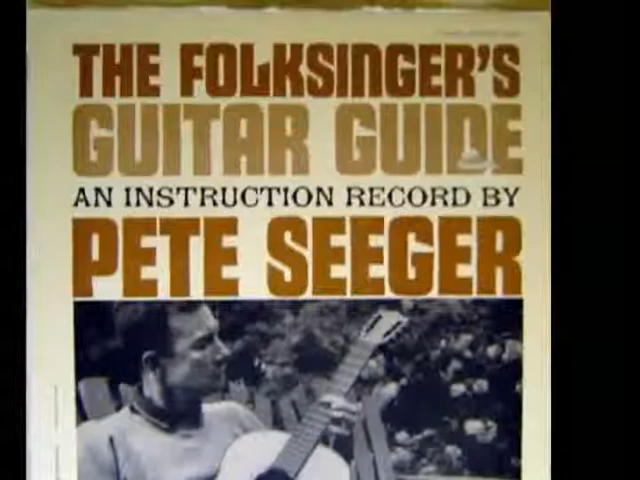 THE FOLKSINGER'S
GUITAR GUIDE
AN INSTRUCTION RECORD BY
PETE SEEGER